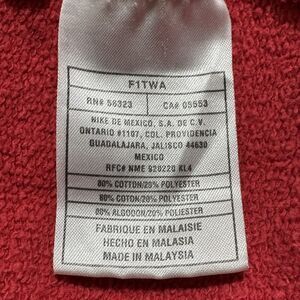 F1TWA
RN# 56323 CA# 05553
NIKE DE MEXICO, S.A. DE C.V.
ONTARIO #1107, COL. PROVIDENCIA
GUADALAJARA, JALISCO 44630
MEXICO
RFC# NME 920220 KL4
80% COTTON/20% POLYESTER
80% COTON/20% POLYESTER
80% ALGODON/20% POLIESTER
FABRIQUE EN MALAISIE
HECHO EN MALASIA
MADE IN MALAYSIA